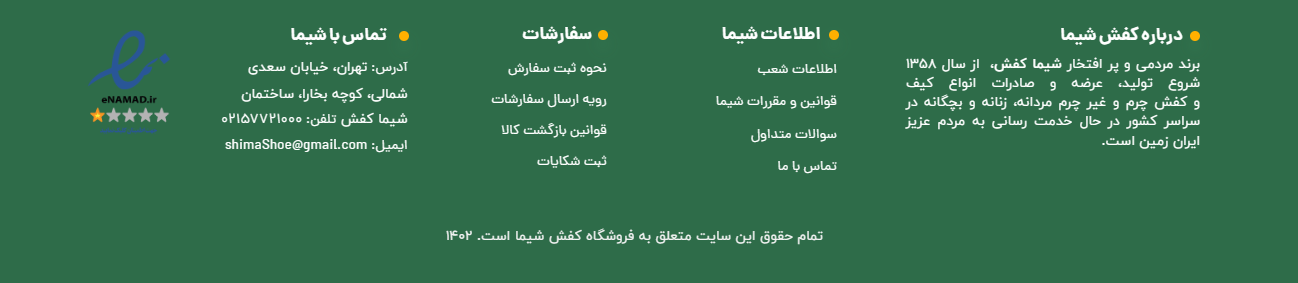 درباره کفش شیما
برند مردمی و پر افتخار شیما کفش، از سال ۱۳۵۸
شروع تولید، عرضه و صادرات انواع کیف
و کفش چرم و غیر چرم مردانه، زنانه و بچگانه در
سراسر کشور در حال خدمت رسانی به مردم عزیز
ایران زمین است.
اطلاعات شیما
اطلاعات شعب
قوانین و مقررات شیما
سوالات متداول
تماس با ما
سفارشات
نحوه ثبت سفارش
رویه ارسال سفارشات
قوانین بازگشت کالا
ثبت شکایات
تماس با شیما
آدرس: تهران، خیابان سعدی
شمالی، کوچه بخارا، ساختمان
شیما کفش تلفن: ۰۲۱۵۷۷۲۱۰۰۰
ایمیل: shimaShoe@gmail.com
eNAMAD.ir
تمام حقوق این سایت متعلق به فروشگاه کفش شیما است. ۱۴۰۲